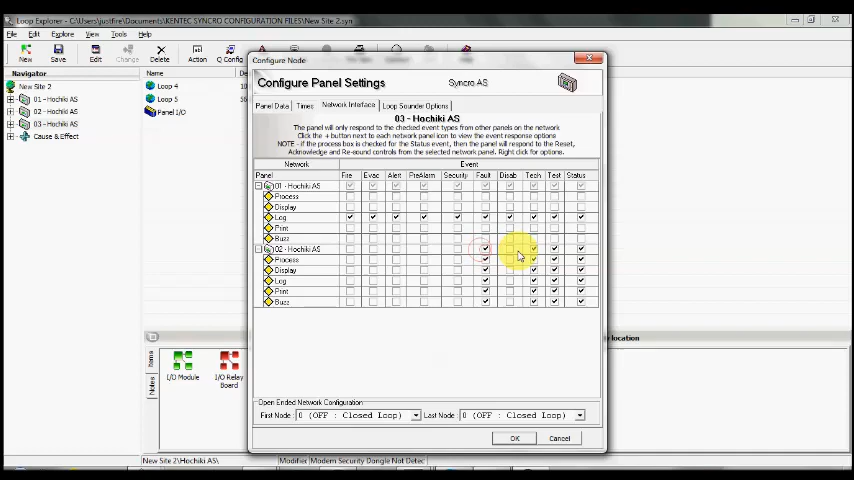 Loop Explorer - C:\Users\justfire\Documents\KENTEC SYNCRO CONFIGURATION FILES\New Site 2.syn
File Edit Explore View Tools Help
New Save Edit Change Delete Action Q Config
Navigator
New Site 2
01 - Hochiki AS
02 - Hochiki AS
03 - Hochiki AS
Cause & Effect
Name
Loop 4
Loop 5
Panel I/O
Configure Node
Configure Panel Settings Syncro AS
Panel Data Times Network Interface Loop Sounder Options
03 - Hochiki AS
The panel will only respond to the checked event types from other panels on the network
Click the + button next to each network panel icon to view the event response options
NOTE - if the process box is checked for the Status event, then the panel will respond to the Reset,
Acknowledge and Re-sound controls from the selected network panel. Right click for options.
Network Event
Panel Fire Evac Alert PreAlarm Security Fault Disab Tech Test Status
01 - Hochiki AS
Process
Display
Log
Print
Buzz
02 - Hochiki AS
Process
Display
Log
Print
Buzz
Open Ended Network Configuration
First Node : 0 (OFF : Closed Loop) Last Node : 0 (OFF : Closed Loop)
OK Cancel
Items
Notes
I/O Module
I/O Relay
Board
y location
New Site 2\Hochiki AS\
Modified
Modem Security Dongle Not Detec